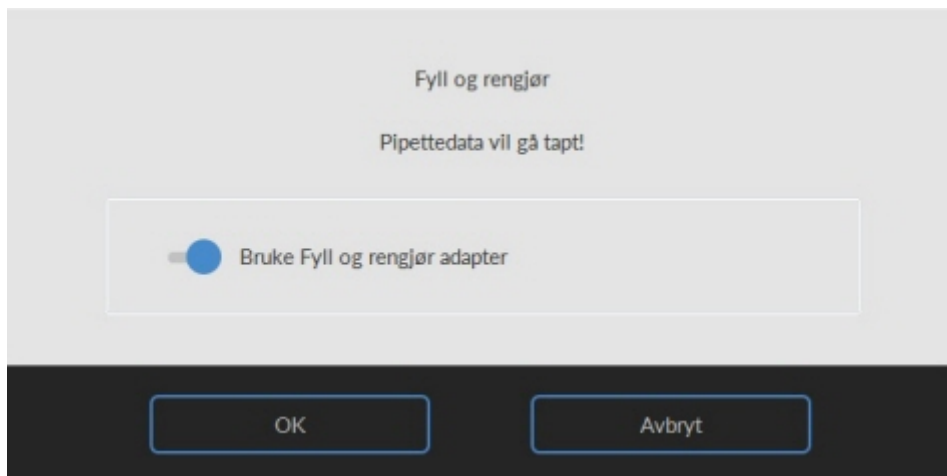 Fyll og rengjør
Pipettedata vil gå tapt!
Bruke Fyll og rengjør adapter
OK
Avbryt